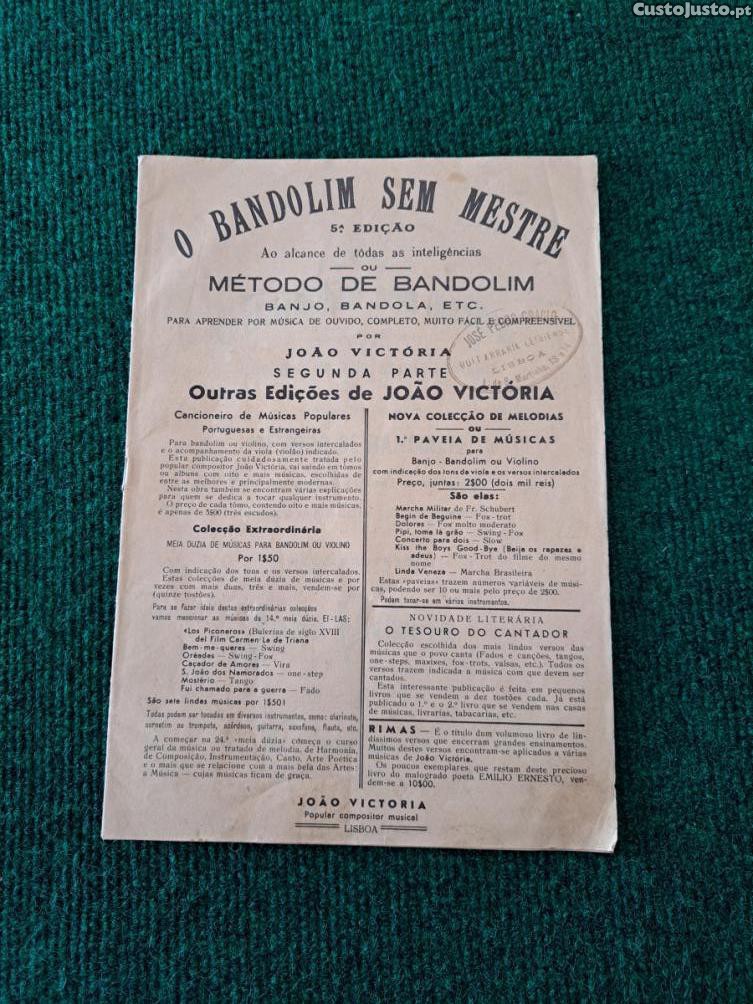 CustoJusto.pt
O BANDOLIM SEM MESTRE
5.ª EDIÇÃO
Ao alcance de tôdas as inteligências
OU
MÉTODO DE BANDOLIM
BANJO, BANDOLA, ETC.
PARA APRENDER POR MÚSICA DE OUVIDO, COMPLETO, MUITO FÁCIL E COMPREENSÍVEL
POR
JOÃO VICTÓRIA
JOSÉ PEDRO
LISBOA
SEGUNDA PARTE
Outras Edições de JOÃO VICTÓRIA
Cancioneiro de Músicas Populares
Portuguesas e Estrangeiras
Para bandolim ou violino, com versos intercalados
e o acompanhamento da viola (violão) indicado.
Esta publicação cuidadosamente tratada pelo
popular compositor João Victória, vai saindo em tômos
ou albuns com oito e mais músicas, escolhidas de
entre as melhores e principalmente modernas.
Nesta obra também se encontram várias explicações
para quem se dedica a tocar qualquer instrumento.
O preço de cada tômo, contendo oito e mais músicas,
é apenas de 3$00 (três escudos).
Colecção Extraordinária
MEIA DUZIA DE MÚSICAS PARA BANDOLIM OU VIOLINO
Por 1$50
Com indicação dos tons e os versos intercalados.
Estas colecções de meia dúzia de músicas e por
vezes com mais duas, três e mais, vendem-se por
(quinze tostões).
Para se fazer ideia destas extraordinárias colecções
vamos mencionar as músicas da 14.ª meia dúzia. EI-LAS:
«Los Piconeros» (Bulerias de siglo XVIII
del Film Carmen La de Triana
Bem-me-queres — Swing
Oréades — Swing-Fox
Caçador de Amores — Vira
S. João dos Namorados — one-step
Mostério — Tango
Fui chamado para a guerra — Fado
São sete lindas músicas por 1$50!
Todas podem ser tocadas em diversos instrumentos, como: clarinete,
cornetim ou trompete, acórdeon, guitarra, saxofone, flauta, etc.
A começar na 24.ª «meia dúzia» começa o curso
geral da música ou tratado de melodia, de Harmonia,
de Composição, Instrumentação, Canto, Arte Poética
e o mais que se relacione com a mais bela das Artes:
a Música — cujas músicas ficam de graça.
NOVA COLECÇÃO DE MELODIAS
OU
1.ª PAVEIA DE MÚSICAS
para
Banjo - Bandolim ou Violino
com indicação dos tons de viola e os versos intercalados
Preço, juntas: 2$00 (dois mil reis)
São elas:
Marcha Militar de Fr. Schubert
Begin de Beguine — Fox-trot
Dolores — Fox molto moderato
Pipi, toma lá grão — Swing-Fox
Concerto para dois — Slow
Kiss the Boys Good-Bye (Beija os rapazes e
adeus) — Fox-Trot do filme do mesmo
nome
Linda Veneza — Marcha Brasileira
Estas «paveias» trazem números variáveis de músi-
cas, podendo ser 10 ou mais pelo preço de 2$00.
Podem tocar-se em vários instrumentos.
NOVIDADE LITERÁRIA
O TESOURO DO CANTADOR
Colecção escolhida dos mais lindos versos das
músicas que o povo canta (Fados e canções, tangos,
one-steps, maxixes, fox-trots, valsas, etc.). Todos os
versos trazem indicada a música com que devem ser
cantados.
Esta interessante publicação é feita em pequenos
livros que se vendem a dez tostões cada. Já está
publicado o 1.º e o 2.º livro que se vendem nas casas
de músicas, livrarias, tabacarias, etc.
RIMAS — É o título dum volumoso livro de lin-
díssimos versos que encerram grandes ensinamentos.
Muitos destes versos encontram-se aplicados a várias
músicas de João Victória.
Os poucos exemplares que restam deste precioso
livro do malogrado poeta EMILIO ERNESTO, ven-
dem-se a 10$00.
JOÃO VICTORIA
Popular compositor musical
LISBOA